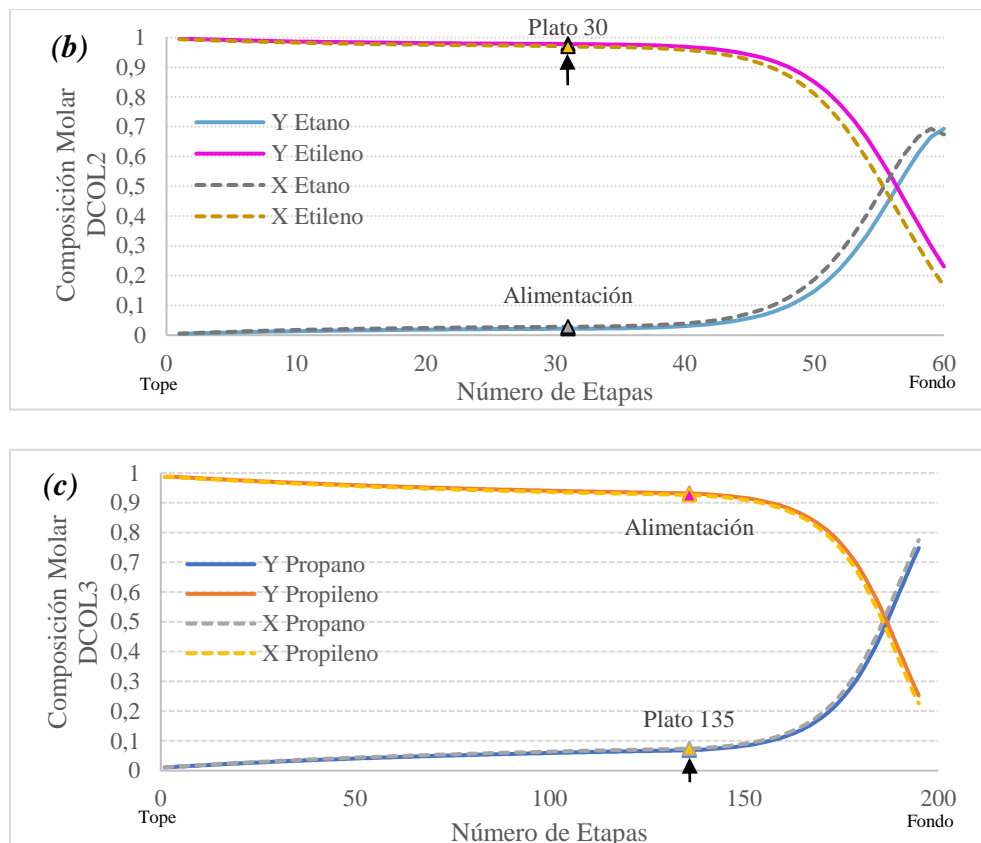 (b)
Plato 30
1
0,9
0,8
0,7
0,6
0,5
0,4
0,3
0,2
0,1
0
Composición Molar
DCOL2
Y Etano
Y Etileno
X Etano
X Etileno
Alimentación
0 10 20 30 40 50 60
Tope
Fondo
Número de Etapas
(c)
1
0,9
0,8
0,7
0,6
0,5
0,4
0,3
0,2
0,1
0
Composición Molar
DCOL3
Alimentación
Y Propano
Y Propileno
X Propano
X Propileno
Plato 135
0 50 100 150 200
Tope
Fondo
Número de Etapas